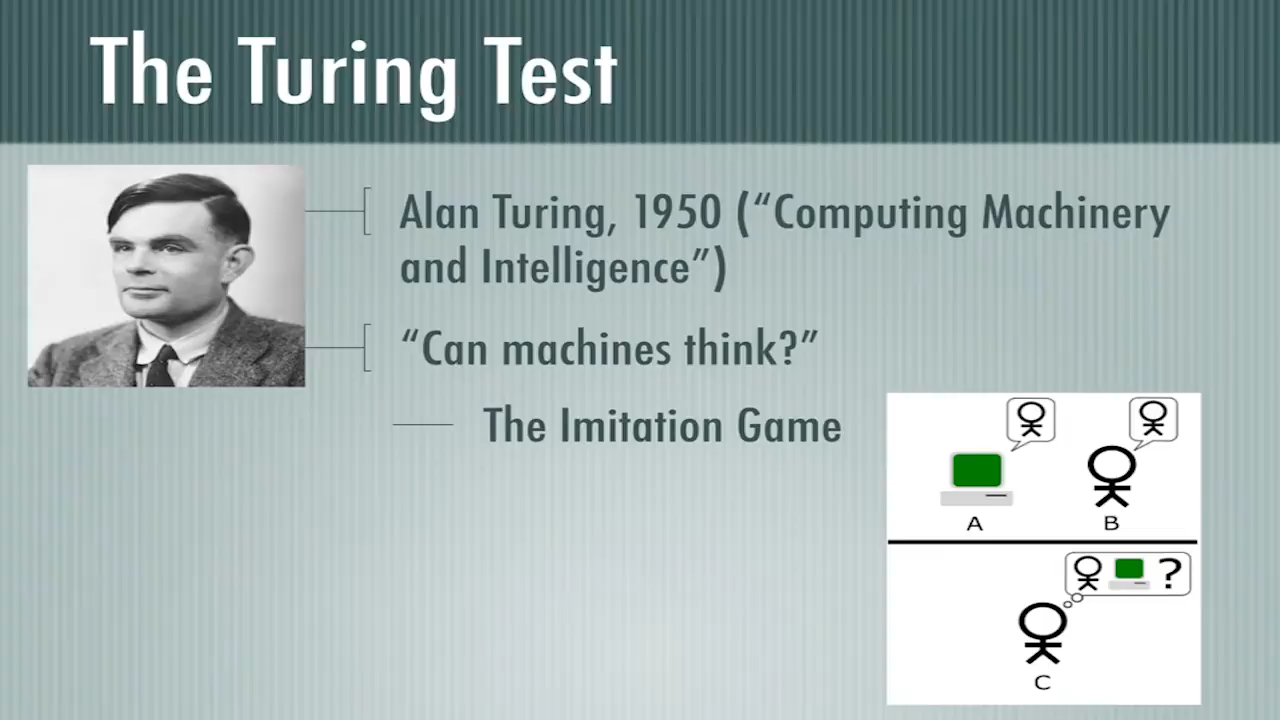 The Turing Test
Alan Turing, 1950 (“Computing Machinery
and Intelligence”)
“Can machines think?”
The Imitation Game
A
B
?
C